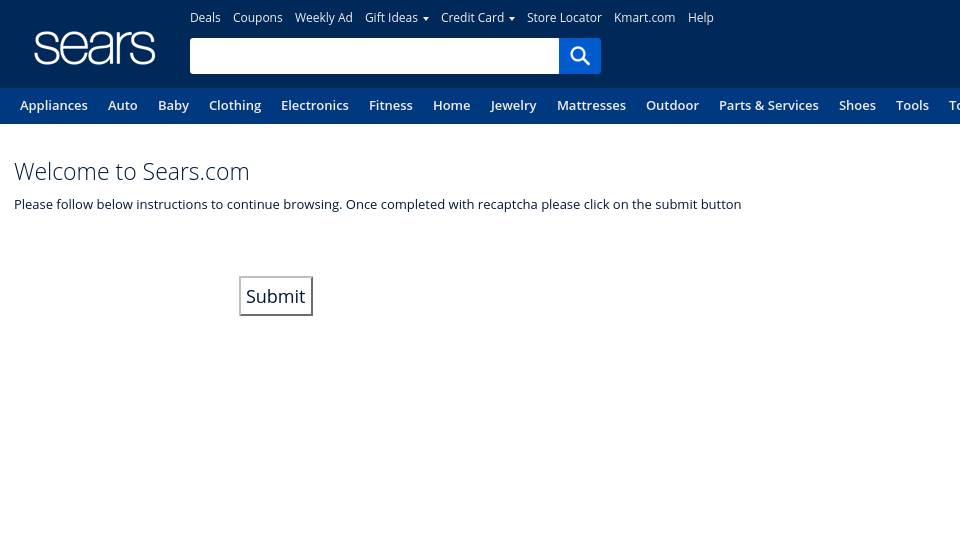 Deals Coupons Weekly Ad Gift Ideas Credit Card Store Locator Kmart.com Help
sears
Appliances Auto Baby Clothing Electronics Fitness Home Jewelry Mattresses Outdoor Parts & Services Shoes Tools
Welcome to Sears.com
Please follow below instructions to continue browsing. Once completed with recaptcha please click on the submit button
Submit